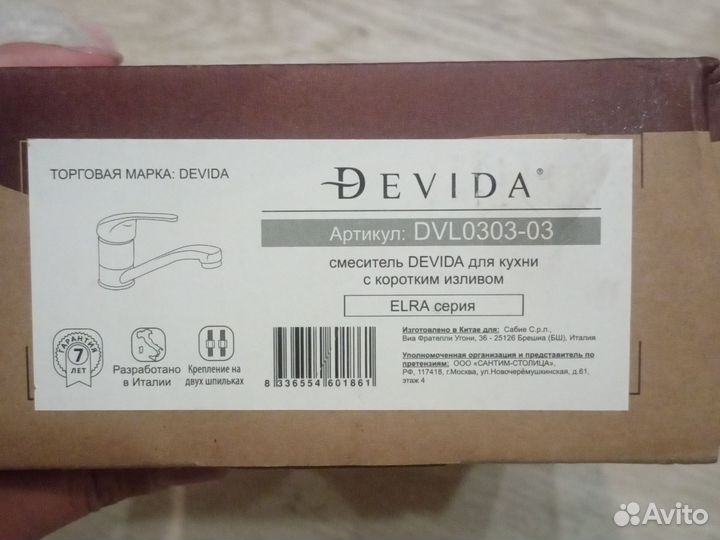 ТОРГОВАЯ МАРКА: DEVIDA
DEVIDA®
Артикул: DVL0303-03
смеситель DEVIDA для кухни
с коротким изливом
ELRA серия
Изготовлено в Китае для: Сабие С.р.л.,
Виа Фрателли Угони, 36 - 25126 Брешиа (БШ), Италия
Уполномоченная организация и представитель по
претензиям: ООО «САНТИМ-СТОЛИЦА»,
РФ, 117418, г.Москва, ул.Новочерёмушкинская, д.61,
этаж 4
ГАРАНТИЯ
7
ЛЕТ
Разработано
в Италии
Крепление на
двух шпильках
8 336554 601861
Avito